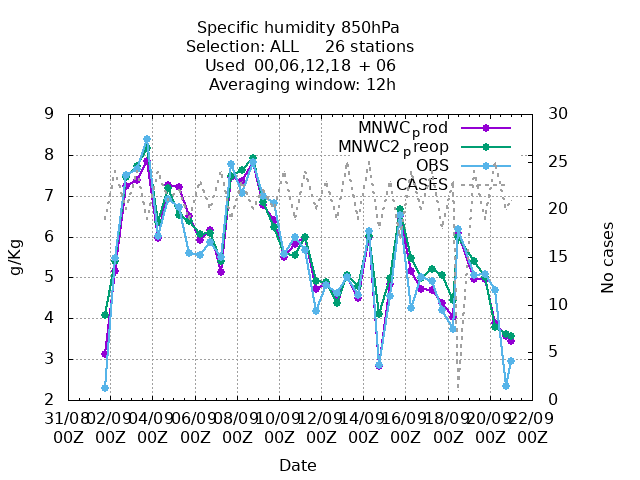 Specific humidity 850hPa
Selection: ALL 26 stations
Used 00,06,12,18 + 06
Averaging window: 12h
9
8
7
6
5
4
3
2
g/Kg
30
25
20
15
10
5
0
No cases
MNWCprod
MNWC2preop
OBS
CASES
31/08 02/09 04/09 06/09 08/09 10/09 12/09 14/09 16/09 18/09 20/09 22/09
00Z 00Z 00Z 00Z 00Z 00Z 00Z 00Z 00Z 00Z 00Z 00Z
Date